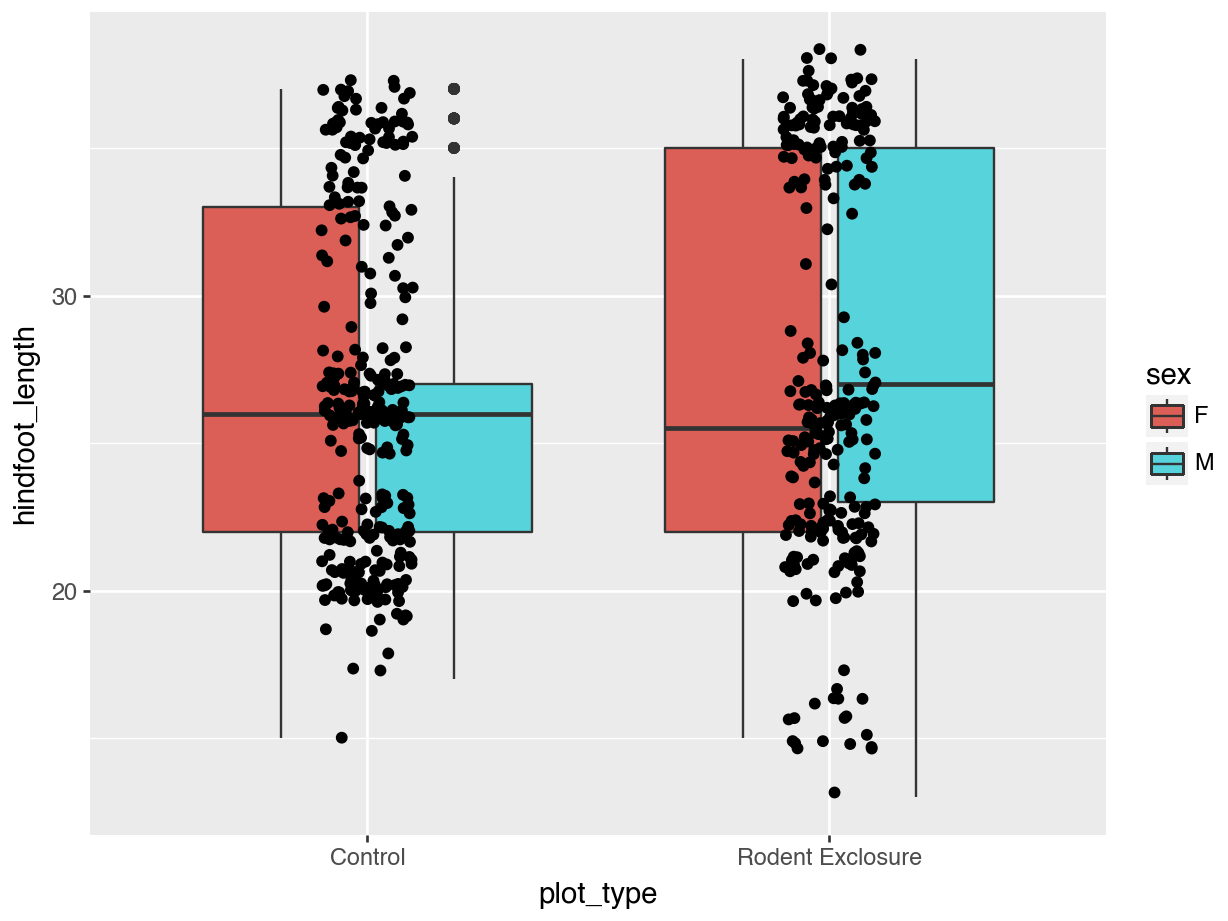 hindfoot_length
30
20
Control
Rodent Exclosure
plot_type
sex
F
M